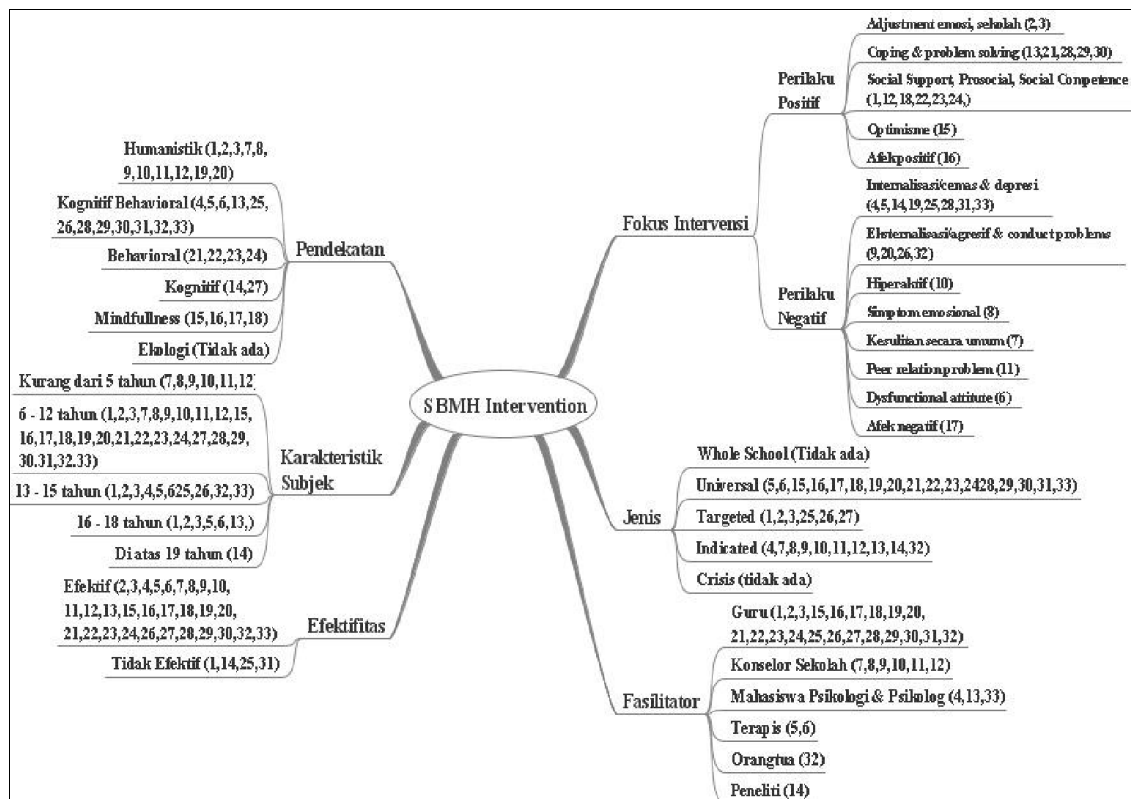 Humanistik (1,2,3,7,8,
9,10,11,12,19,20)
Kognitif Behavioral (4,5,6,13,25,
26,28,29,30,31,32,33)
Behavioral (21,22,23,24)
Kognitif (14,27)
Mindfullness (15,16,17,18)
Ekologi (Tidak ada)
Pendekatan
Kurang dari 5 tahun (7,8,9,10,11,12)
6 - 12 tahun (1,2,3,7,8,9,10,11,12,15,
16,17,18,19,20,21,22,23,24,27,28,29,
30.31,32.33)
13 - 15 tahun (1,2,3,4,5,625,26,32,33)
16 - 18 tahun (1,2,3,5,6,13,)
Di atas 19 tahun (14)
Karakteristik
Subjek
Efektif (2,3,4,5,6,7,8,9,10,
11,12,13,15,16,17,18,19,20,
21,22,23,24,26,27,28,29,30,32,33)
Tidak Efektif (1,14,25,31)
Efektifitas
SBMH Intervention
Fokus Intervensi
Perilaku
Positif
Adjustment emosi, sekolah (2,3)
Coping & problem solving (13,21,28,29,30)
Social Support, Prosocial, Social Competence
(1,12,18,22,23,24,)
Optimisme (15)
Afekpositif (16)
Perilaku
Negatif
Internalisasi/cemas & depresi
(4,5,14,19,25,28,31,33)
Eksternalisasi/agresif & conduct problems
(9,20,26,32)
Hiperaktif (10)
Simptom emosional (8)
Kesulitan secara umum (7)
Peer relation problem (11)
Dysfunctional attitute (6)
Afek negatif (17)
Jenis
Whole School (Tidak ada)
Universal (5,6,15,16,17,18,19,20,21,22,23,2428,29,30,31,33)
Targeted (1,2,3,25,26,27)
Indicated (4,7,8,9,10,11,12,13,14,32)
Crisis (tidak ada)
Fasilitator
Guru (1,2,3,15,16,17,18,19,20,
21,22,23,24,25,26,27,28,29,30,31,32)
Konselor Sekolah (7,8,9,10,11,12)
Mahasiswa Psikologi & Psikolog (4,13,33)
Terapis (5,6)
Orangtua (32)
Peneliti (14)